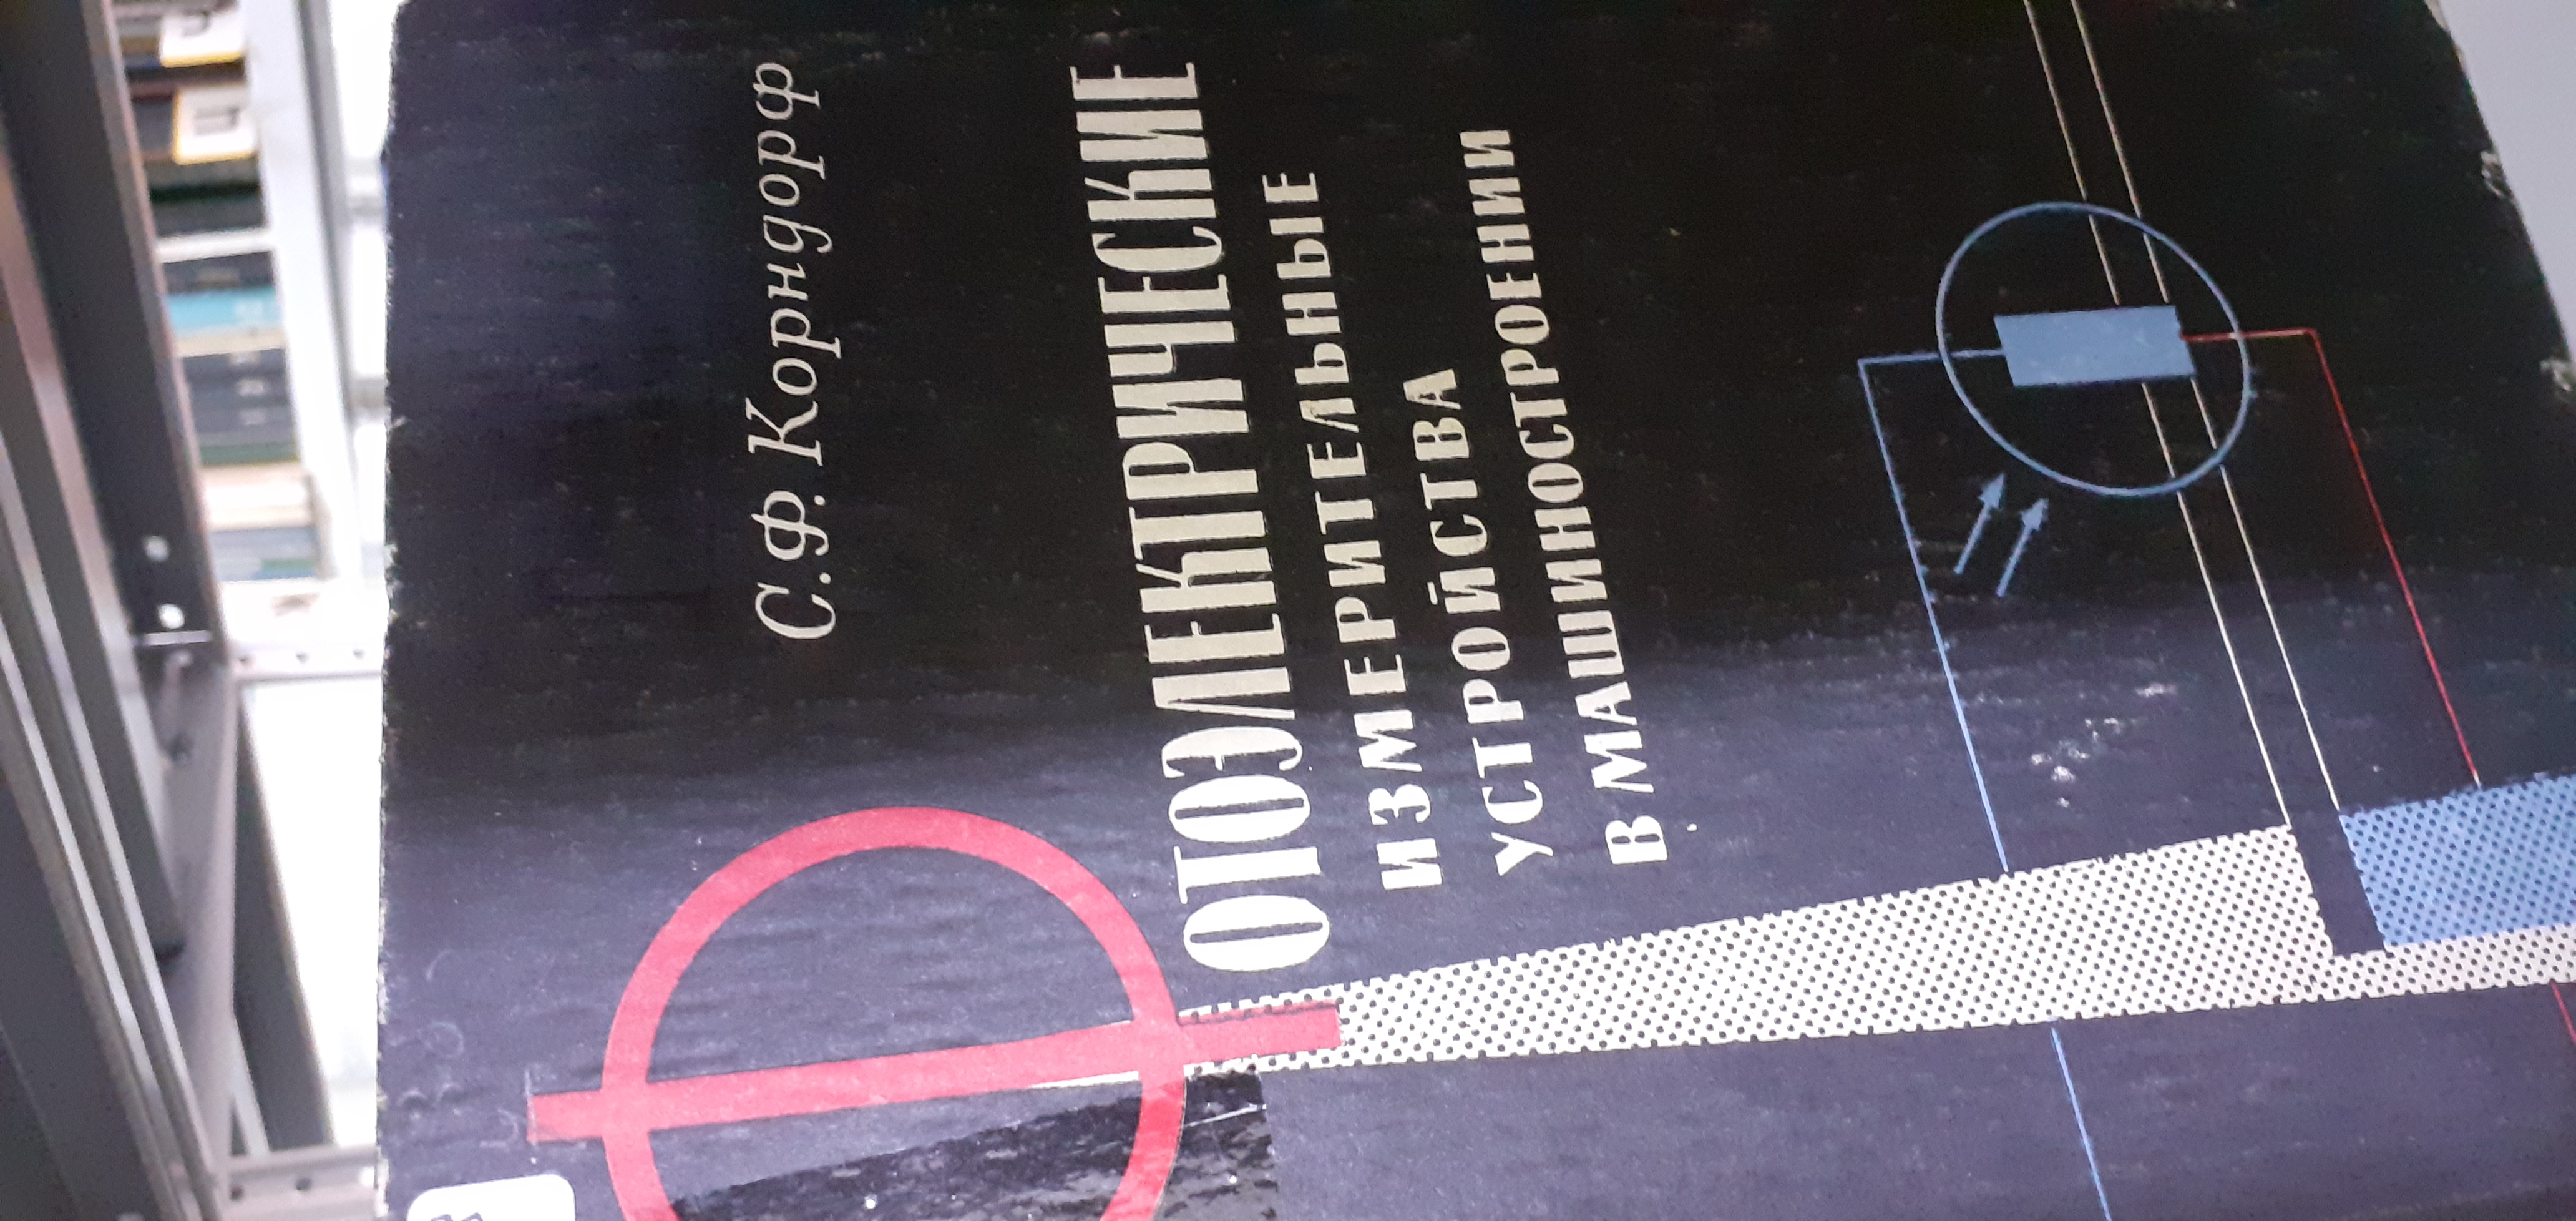 С.Ф. Корндорф
ФОТОЭЛЕКТРИЧЕСКИЕ
ИЗМЕРИТЕЛЬНЫЕ
УСТРОЙСТВА
В МАШИНОСТРОЕНИИ